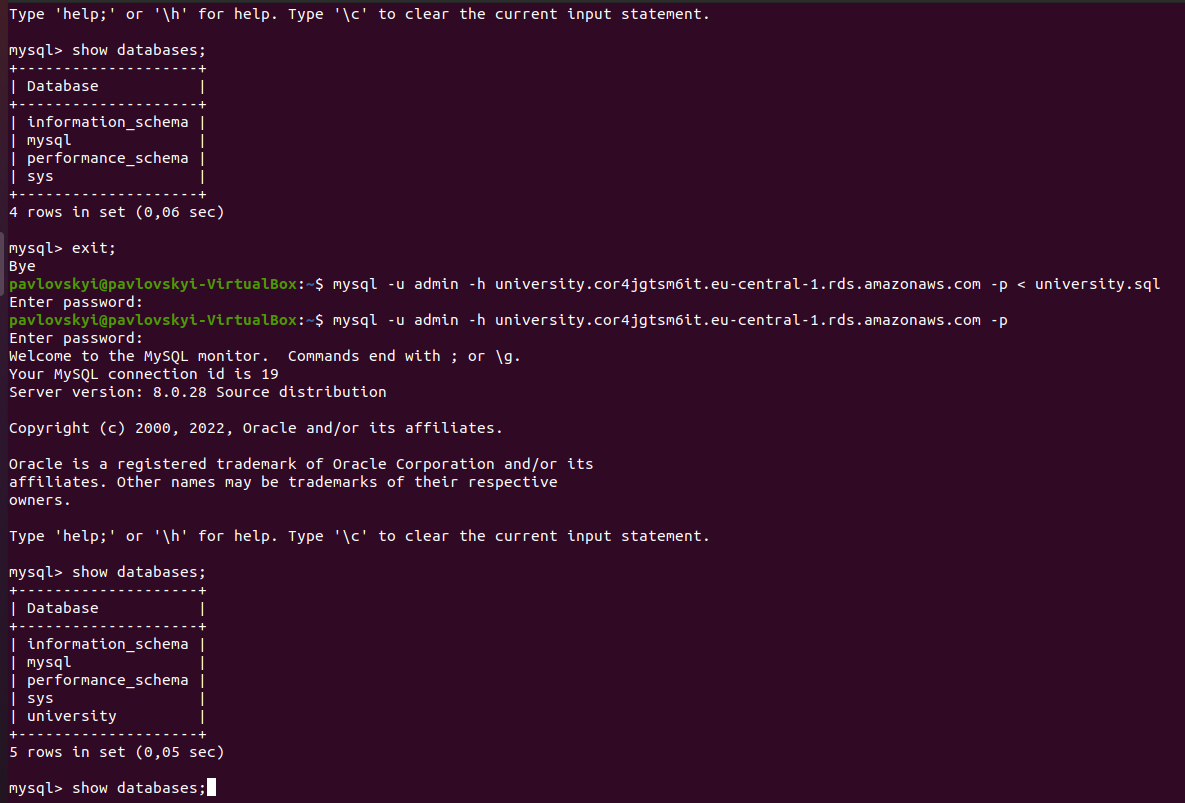 Type 'help;' or '\h' for help. Type '\c' to clear the current input statement.
mysql> show databases;
+--------------------+
| Database           |
+--------------------+
| information_schema |
| mysql              |
| performance_schema |
| sys                |
+--------------------+
4 rows in set (0,06 sec)
mysql> exit;
Bye
pavlovskyi@pavlovskyi-VirtualBox:~$ mysql -u admin -h university.cor4jgtsm6it.eu-central-1.rds.amazonaws.com -p < university.sql
Enter password:
pavlovskyi@pavlovskyi-VirtualBox:~$ mysql -u admin -h university.cor4jgtsm6it.eu-central-1.rds.amazonaws.com -p
Enter password:
Welcome to the MySQL monitor.  Commands end with ; or \g.
Your MySQL connection id is 19
Server version: 8.0.28 Source distribution
Copyright (c) 2000, 2022, Oracle and/or its affiliates.
Oracle is a registered trademark of Oracle Corporation and/or its
affiliates. Other names may be trademarks of their respective
owners.
Type 'help;' or '\h' for help. Type '\c' to clear the current input statement.
mysql> show databases;
+--------------------+
| Database           |
+--------------------+
| information_schema |
| mysql              |
| performance_schema |
| sys                |
| university         |
+--------------------+
5 rows in set (0,05 sec)
mysql> show databases;